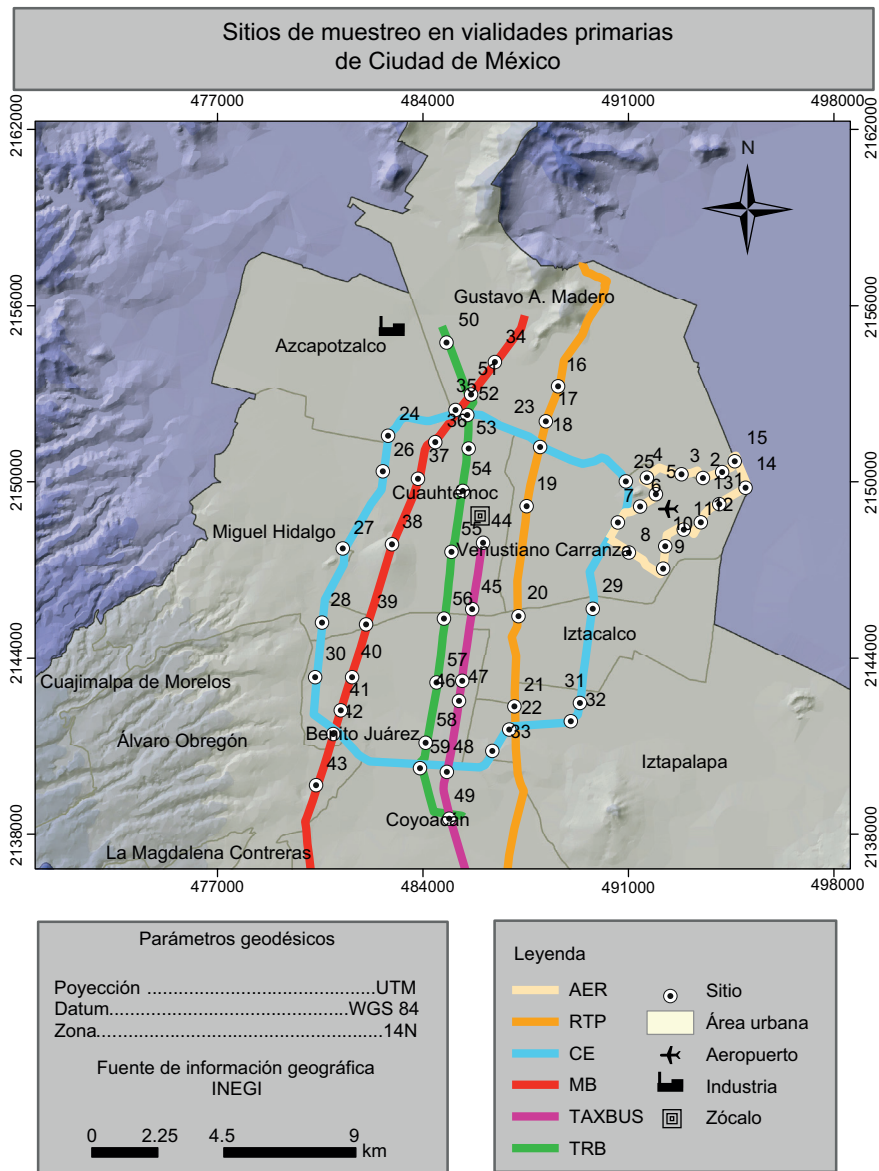 Sitios de muestreo en vialidades primarias
de Ciudad de México
477000 484000 491000 498000
2162000 2162000
N
Gustavo A. Madero
2156000 2156000
50
34
Azcapotzalco
51
16
35 52
17
24 36 53 23 18
15
26 37 54 25 4 5 3 2 14
2150000 2150000
Cuauhtemoc
6 13 1
19 7 12
44 11
Miguel Hidalgo 27 38 55 10
Venustiano Carranza 8 9
28 39 56 45 20 29
Iztacalco
2144000 2144000
30 40 57
Cuajimalpa de Morelos 41 46 47 21 31
42 58 22 32
Álvaro Obregón Benito Juárez 33
59 48 Iztapalapa
43
49
2138000 2138000
Coyoacán
La Magdalena Contreras
477000 484000 491000 498000
Parámetros geodésicos
Poyección ..............................UTM
Datum...............................WGS 84
Zona....................................14N
Fuente de información geográfica
INEGI
0 2.25 4.5 9
km
Leyenda
AER Sitio
RTP Área urbana
CE Aeropuerto
MB Industria
TAXBUS Zócalo
TRB